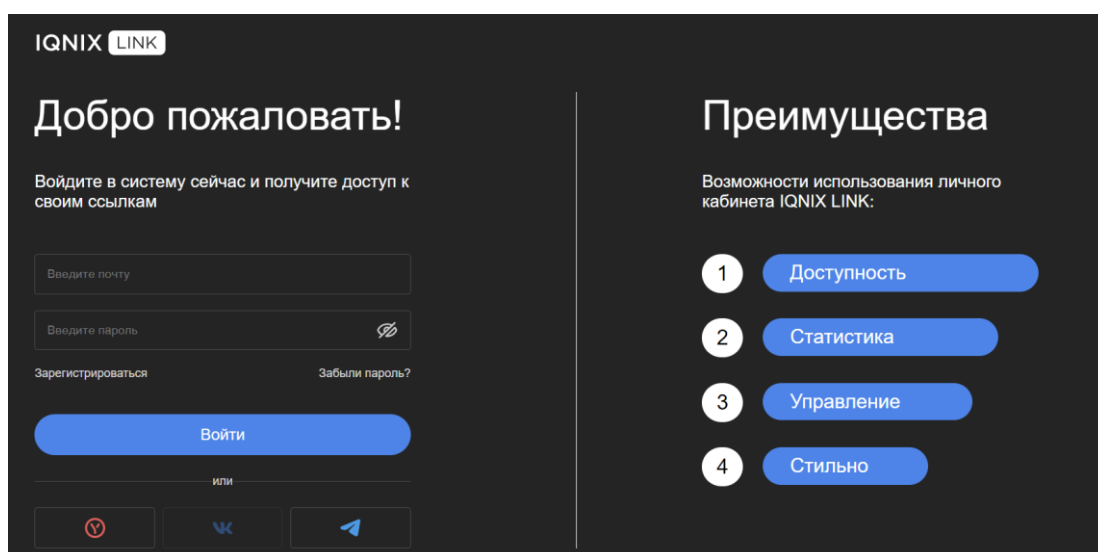 IQNIX LINK
Добро пожаловать!
Войдите в систему сейчас и получите доступ к
своим ссылкам
Введите почту
Введите пароль
Зарегистрироваться
Забыли пароль?
Войти
или
Преимущества
Возможности использования личного
кабинета IQNIX LINK:
1 Доступность
2 Статистика
3 Управление
4 Стильно